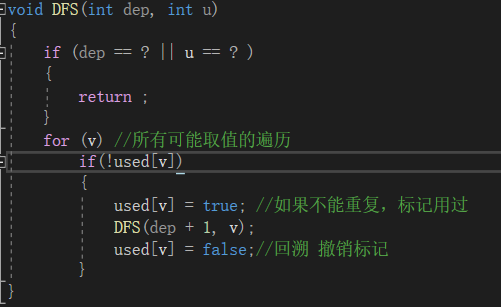 void DFS(int dep, int u)
{
    if (dep == ? || u == ? )
    {
        return ;
    }
    for (v) //所有可能取值的遍历
        if(!used[v])
        {
            used[v] = true; //如果不能重复，标记用过
            DFS(dep + 1, v);
            used[v] = false;//回溯 撤销标记
        }
}